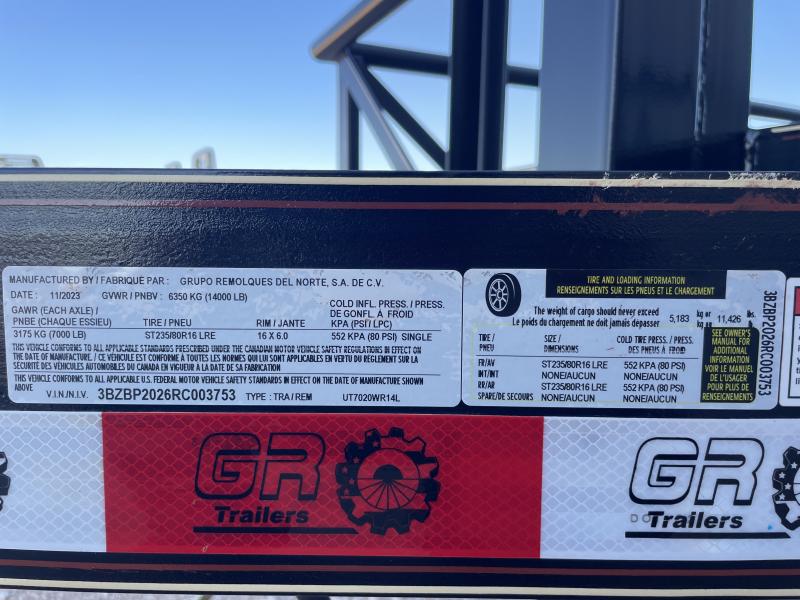 MANUFACTURED BY / FABRIQUÉ PAR : GRUPO REMOLQUES DEL NORTE, S.A. DE C.V.
DATE : 11/2023 GVWR / PNBV : 6350 KG (14000 LB)
GAWR (EACH AXLE) /
PNBE (CHAQUE ESSIEU) TIRE / PNEU RIM / JANTE
COLD INFL. PRESS. / PRESS.
DE GONFL. À FROID
KPA (PSI/ LPC)
3175 KG (7000 LB) ST235/80R16 LRE 16 X 6.0 552 KPA (80 PSI) SINGLE
THIS VEHICLE CONFORMS TO ALL APPLICABLE STANDARDS PRESCRIBED UNDER THE CANADIAN MOTOR VEHICLE SAFETY REGULATIONS IN EFFECT ON
THE DATE OF MANUFACTURE. / CE VÉHICULE EST CONFORME À TOUTES LES NORMES QUI LUI SONT APPLICABLES EN VERTU DU RÈGLEMENT SUR LA
SÉCURITÉ DES VÉHICULES AUTOMOBILES DU CANADA EN VIGUEUR À LA DATE DE SA FABRICATION
THIS VEHICLE CONFORMS TO ALL APPLICABLE U.S. FEDERAL MOTOR VEHICLE SAFETY STANDARDS IN EFFECT ON THE DATE OF MANUFACTURE SHOWN
ABOVE
V.I.N./N.I.V. 3BZBP2026RC003753 TYPE : TRA / REM UT7020WR14L
TIRE AND LOADING INFORMATION
RENSEIGNEMENTS SUR LES PNEUS ET LE CHARGEMENT
The weight of cargo should never exceed
Le poids du chargement ne doit jamais dépasser
5,183 kg or kg ou 11,426 lbs.
TIRE / PNEU SIZE / DIMENSIONS COLD TIRE PRESS. / PRESS. DES PNEUS À FROID
FR/AV ST235/80R16 LRE 552 KPA (80 PSI)
INT/INT NONE/AUCUN NONE/AUCUN
RR/AR ST235/80R16 LRE 552 KPA (80 PSI)
SPARE/DE SECOURS NONE/AUCUN NONE/AUCUN
SEE OWNER'S
MANUAL FOR
ADDITIONAL
INFORMATION
VOIR LE MANUEL
DE L'USAGER
POUR PLUS DE
RENSEIGNEMENTS
3BZBP2026RC003753
GR
Trailers
GR
DO
Trailers